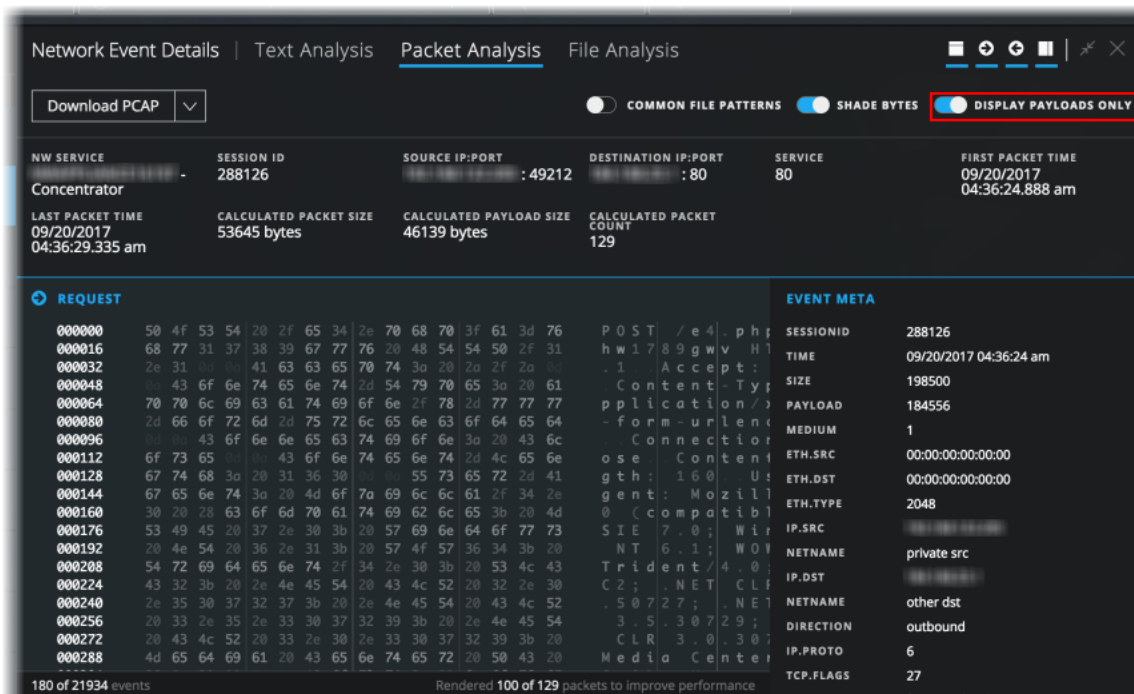 Network Event Details | Text Analysis Packet Analysis File Analysis
Download PCAP
COMMON FILE PATTERNS SHADE BYTES DISPLAY PAYLOADS ONLY
NW SERVICE SESSION ID SOURCE IP:PORT DESTINATION IP:PORT SERVICE FIRST PACKET TIME
- 288126 : 49212 : 80 80 09/20/2017
Concentrator 04:36:24.888 am
LAST PACKET TIME CALCULATED PACKET SIZE CALCULATED PAYLOAD SIZE CALCULATED PACKET
COUNT
09/20/2017 53645 bytes 46139 bytes 129
04:36:29.335 am
REQUEST
000000 50 4f 53 54 20 2f 65 34 2e 70 68 70 3f 61 3d 76 POST /e4.php
000016 68 77 31 37 38 39 67 77 76 20 48 54 54 50 2f 31 hw1789gwv HT
000032 2e 31 0d 0a 41 63 63 65 70 74 3a 20 2a 2f 2a 0d .1..Accept:
000048 0a 43 6f 6e 74 65 6e 74 2d 54 79 70 65 3a 20 61 .Content-Typ
000064 70 70 6c 69 63 61 74 69 6f 6e 2f 78 2d 77 77 77 pplication/x
000080 2d 66 6f 72 6d 2d 75 72 6c 65 6e 63 6f 64 65 64 -form-urlenc
000096 0d 0a 43 6f 6e 6e 65 63 74 69 6f 6e 3a 20 43 6c ..Connection
000112 6f 73 65 0d 0a 43 6f 6e 74 65 6e 74 2d 4c 65 6e ose..Content
000128 67 74 68 3a 20 31 36 30 0d 0a 55 73 65 72 2d 41 gth: 160..Us
000144 67 65 6e 74 3a 20 4d 6f 7a 69 6c 6c 61 2f 34 2e gent: Mozill
000160 30 20 28 63 6f 6d 70 61 74 69 62 6c 65 3b 20 4d 0 (compatibl
000176 53 49 45 20 37 2e 30 3b 20 57 69 6e 64 6f 77 73 SIE 7.0; Win
000192 20 4e 54 20 36 2e 31 3b 20 57 4f 57 36 34 3b 20 NT 6.1; WOW
000208 54 72 69 64 65 6e 74 2f 34 2e 30 3b 20 53 4c 43 Trident/4.0;
000224 43 32 3b 20 2e 4e 45 54 20 43 4c 52 20 32 2e 30 C2; .NET CLR
000240 2e 35 30 37 32 37 3b 20 2e 4e 45 54 20 43 4c 52 .50727; .NET
000256 20 33 2e 35 2e 33 30 37 32 39 3b 20 2e 4e 45 54 3.5.30729;
000272 20 43 4c 52 20 33 2e 30 2e 33 30 37 32 39 3b 20 CLR 3.0.307
000288 4d 65 64 69 61 20 43 65 6e 74 65 72 20 50 43 20 Media Center
EVENT META
SESSIONID 288126
TIME 09/20/2017 04:36:24 am
SIZE 198500
PAYLOAD 184556
MEDIUM 1
ETH.SRC 00:00:00:00:00:00
ETH.DST 00:00:00:00:00:00
ETH.TYPE 2048
IP.SRC
NETNAME private src
IP.DST
NETNAME other dst
DIRECTION outbound
IP.PROTO 6
TCP.FLAGS 27
180 of 21934 events Rendered 100 of 129 packets to improve performance